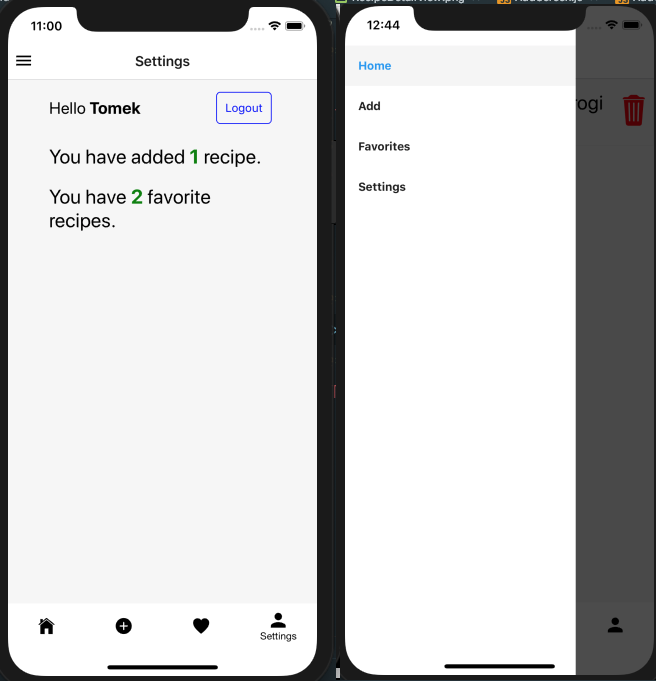 11:00
Settings
Hello Tomek
Logout
You have added 1 recipe.
You have 2 favorite
recipes.
Settings
12:44
Home
Add
Favorites
Settings
rogi